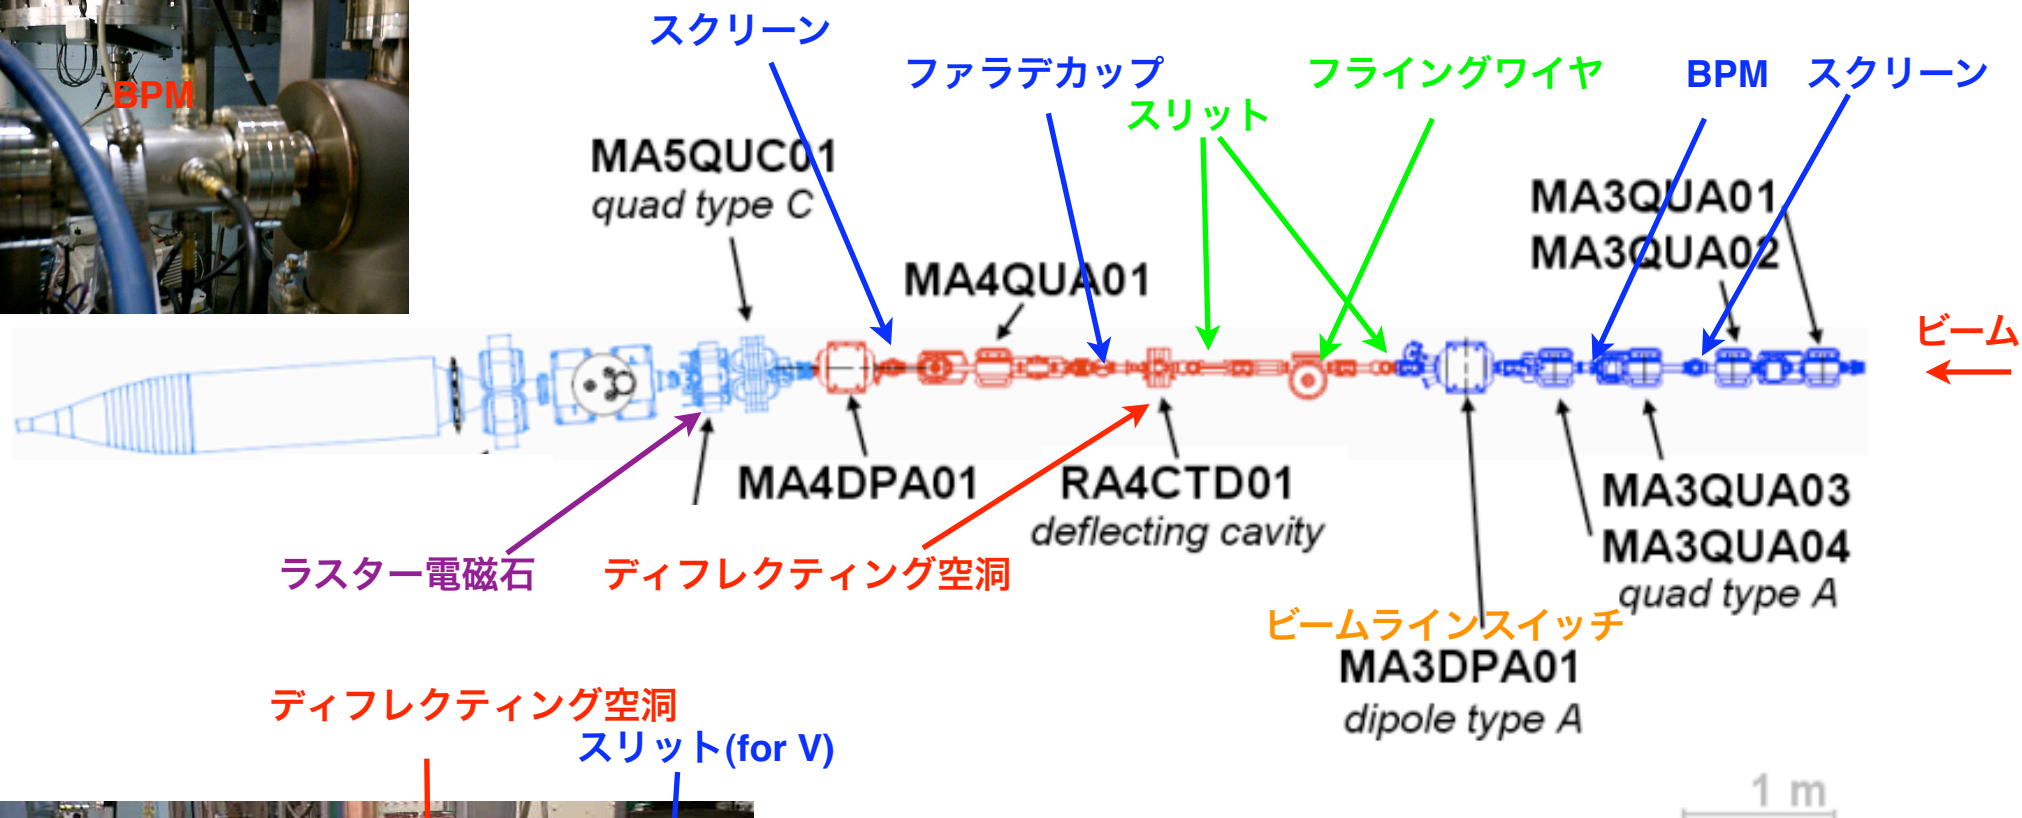 スクリーン
ファラデカップ
フライングワイヤ
BPM
スクリーン
BPM
スリット
MA5QUC01
quad type C
MA3QUA01
MA3QUA02
MA4QUA01
ビーム
MA4DPA01
RA4CTD01
deflecting cavity
MA3QUA03
MA3QUA04
quad type A
ラスター電磁石
ディフレクティング空洞
ビームラインスイッチ
MA3DPA01
dipole type A
ディフレクティング空洞
スリット(for V)
1 m